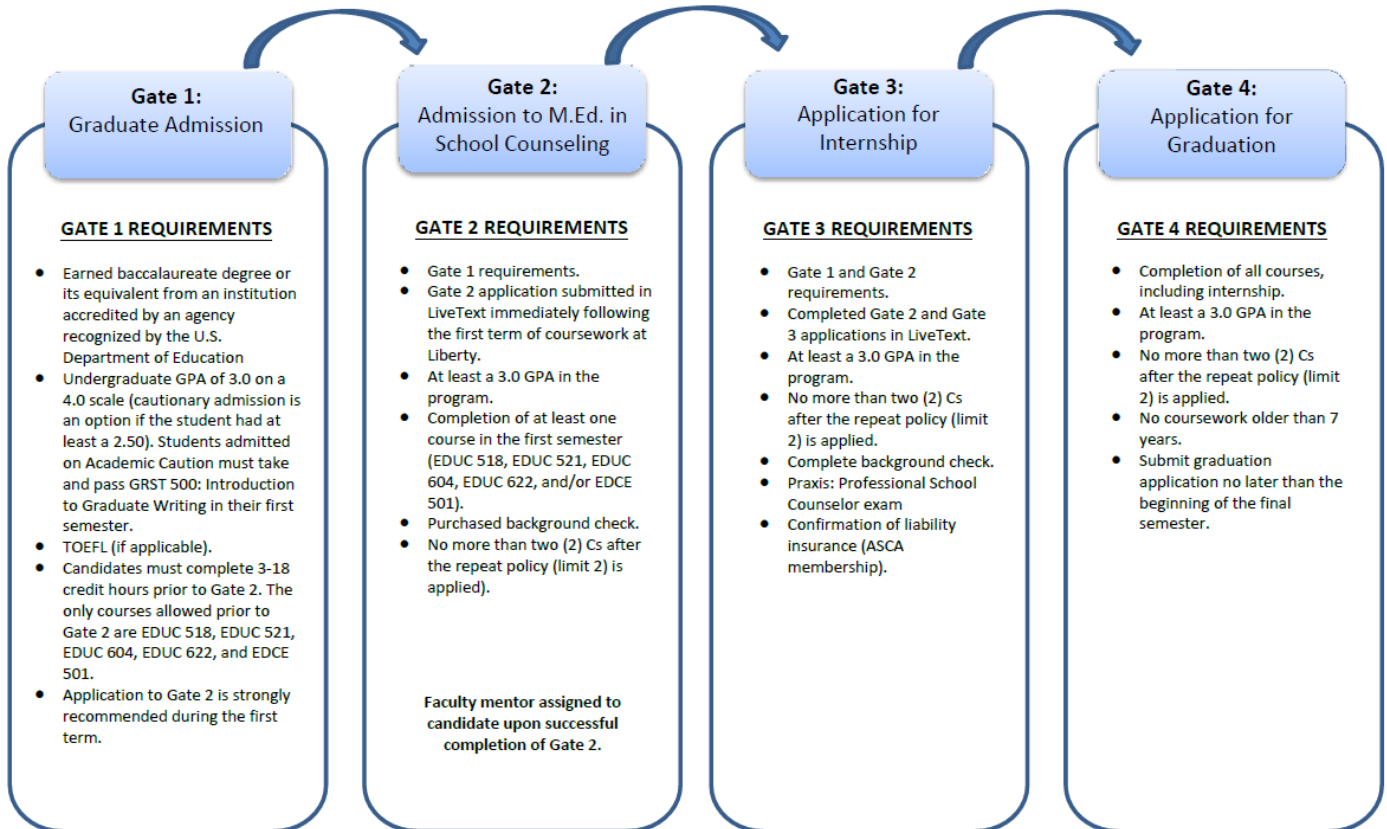 Gate 1:
Graduate Admission
GATE 1 REQUIREMENTS
● Earned baccalaureate degree or
its equivalent from an institution
accredited by an agency
recognized by the U.S.
Department of Education
● Undergraduate GPA of 3.0 on a
4.0 scale (cautionary admission is
an option if the student had at
least a 2.50). Students admitted
on Academic Caution must take
and pass GRST 500: Introduction
to Graduate Writing in their first
semester.
● TOEFL (if applicable).
● Candidates must complete 3-18
credit hours prior to Gate 2. The
only courses allowed prior to
Gate 2 are EDUC 518, EDUC 521,
EDUC 604, EDUC 622, and EDCE
501.
● Application to Gate 2 is strongly
recommended during the first
term.
Gate 2:
Admission to M.Ed. in
School Counseling
GATE 2 REQUIREMENTS
● Gate 1 requirements.
● Gate 2 application submitted in
LiveText immediately following
the first term of coursework at
Liberty.
● At least a 3.0 GPA in the
program.
● Completion of at least one
course in the first semester
(EDUC 518, EDUC 521, EDUC
604, EDUC 622, and/or EDCE
501).
● Purchased background check.
● No more than two (2) Cs after
the repeat policy (limit 2) is
applied).
Faculty mentor assigned to
candidate upon successful
completion of Gate 2.
Gate 3:
Application for
Internship
GATE 3 REQUIREMENTS
● Gate 1 and Gate 2
requirements.
● Completed Gate 2 and Gate
3 applications in LiveText.
● At least a 3.0 GPA in the
program.
● No more than two (2) Cs
after the repeat policy (limit
2) is applied.
● Complete background check.
● Praxis: Professional School
Counselor exam
● Confirmation of liability
insurance (ASCA
membership).
Gate 4:
Application for
Graduation
GATE 4 REQUIREMENTS
● Completion of all courses,
including internship.
● At least a 3.0 GPA in the
program.
● No more than two (2) Cs
after the repeat policy (limit
2) is applied.
● No coursework older than 7
years.
● Submit graduation
application no later than the
beginning of the final
semester.